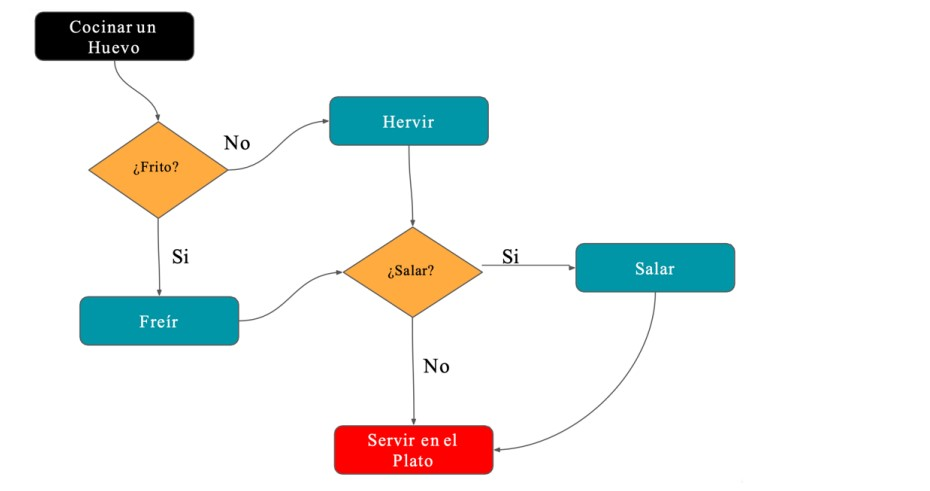 Cocinar un
Huevo
No
Hervir
¿Frito?
Si
¿Salar?
Si
Salar
Freír
No
Servir en el
Plato